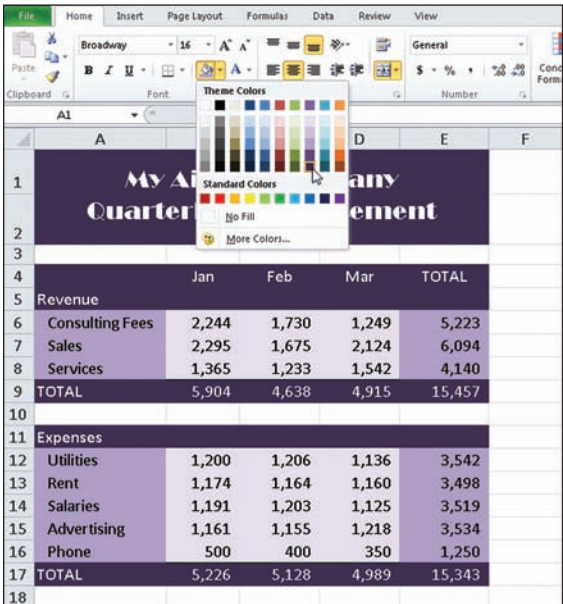 File Home Insert Page Layout Formulas Data Review View
Paste Broadway 16 A A General
B I U A $ % , .00
Clipboard Font Number
Theme Colors
A1
A D E F
Standard Colors
No Fill
More Colors...
1 My Ai any
2 Quarter ement
3
4 Jan Feb Mar TOTAL
5 Revenue
6 Consulting Fees 2,244 1,730 1,249 5,223
7 Sales 2,295 1,675 2,124 6,094
8 Services 1,365 1,233 1,542 4,140
9 TOTAL 5,904 4,638 4,915 15,457
10
11 Expenses
12 Utilities 1,200 1,206 1,136 3,542
13 Rent 1,174 1,164 1,160 3,498
14 Salaries 1,191 1,203 1,125 3,519
15 Advertising 1,161 1,155 1,218 3,534
16 Phone 500 400 350 1,250
17 TOTAL 5,226 5,128 4,989 15,343
18